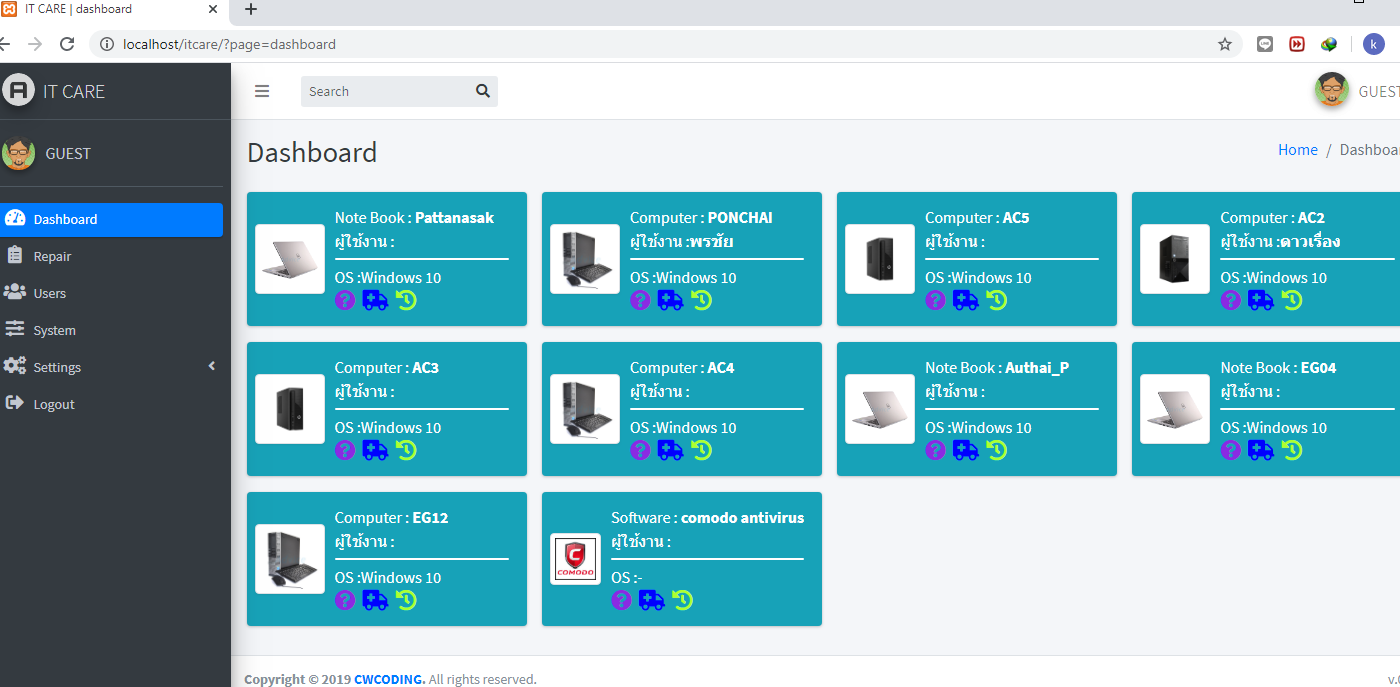 IT CARE | dashboard
localhost/itcare/?page=dashboard
k
IT CARE
Search
GUEST
GUEST
Dashboard
Home / Dashboar
Dashboard
Repair
Users
System
Settings
Logout
Note Book : Pattanasak
ผู้ใช้งาน :
OS :Windows 10
Computer : PONCHAI
ผู้ใช้งาน :พรชัย
OS :Windows 10
Computer : AC5
ผู้ใช้งาน :
OS :Windows 10
Computer : AC2
ผู้ใช้งาน :ดาวเรื่อง
OS :Windows 10
Computer : AC3
ผู้ใช้งาน :
OS :Windows 10
Computer : AC4
ผู้ใช้งาน :
OS :Windows 10
Note Book : Authai_P
ผู้ใช้งาน :
OS :Windows 10
Note Book : EG04
ผู้ใช้งาน :
OS :Windows 10
Computer : EG12
ผู้ใช้งาน :
OS :Windows 10
Software : comodo antivirus
ผู้ใช้งาน :
OS :-
COMODO
Copyright © 2019 CWCODING. All rights reserved.